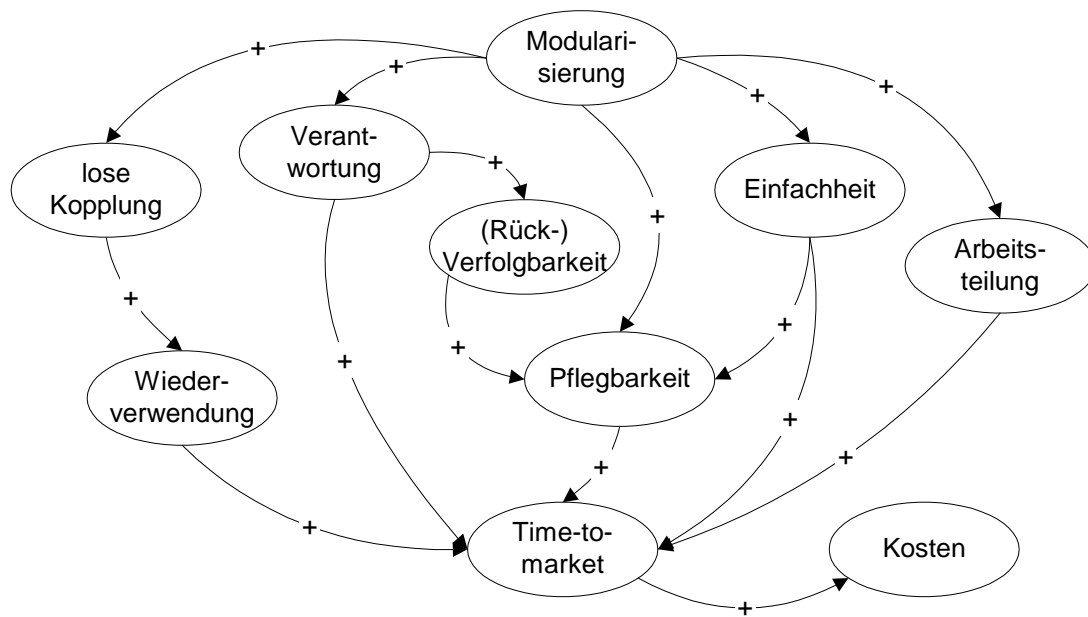 Modulari-
sierung
+
+
+
+
Verant-
wortung
lose
Kopplung
+
Einfachheit
+
(Rück-)
Verfolgbarkeit
Arbeits-
teilung
+
+
+
+
Wieder-
verwendung
Pflegbarkeit
+
+
+
+
+
Time-to-
market
Kosten
+